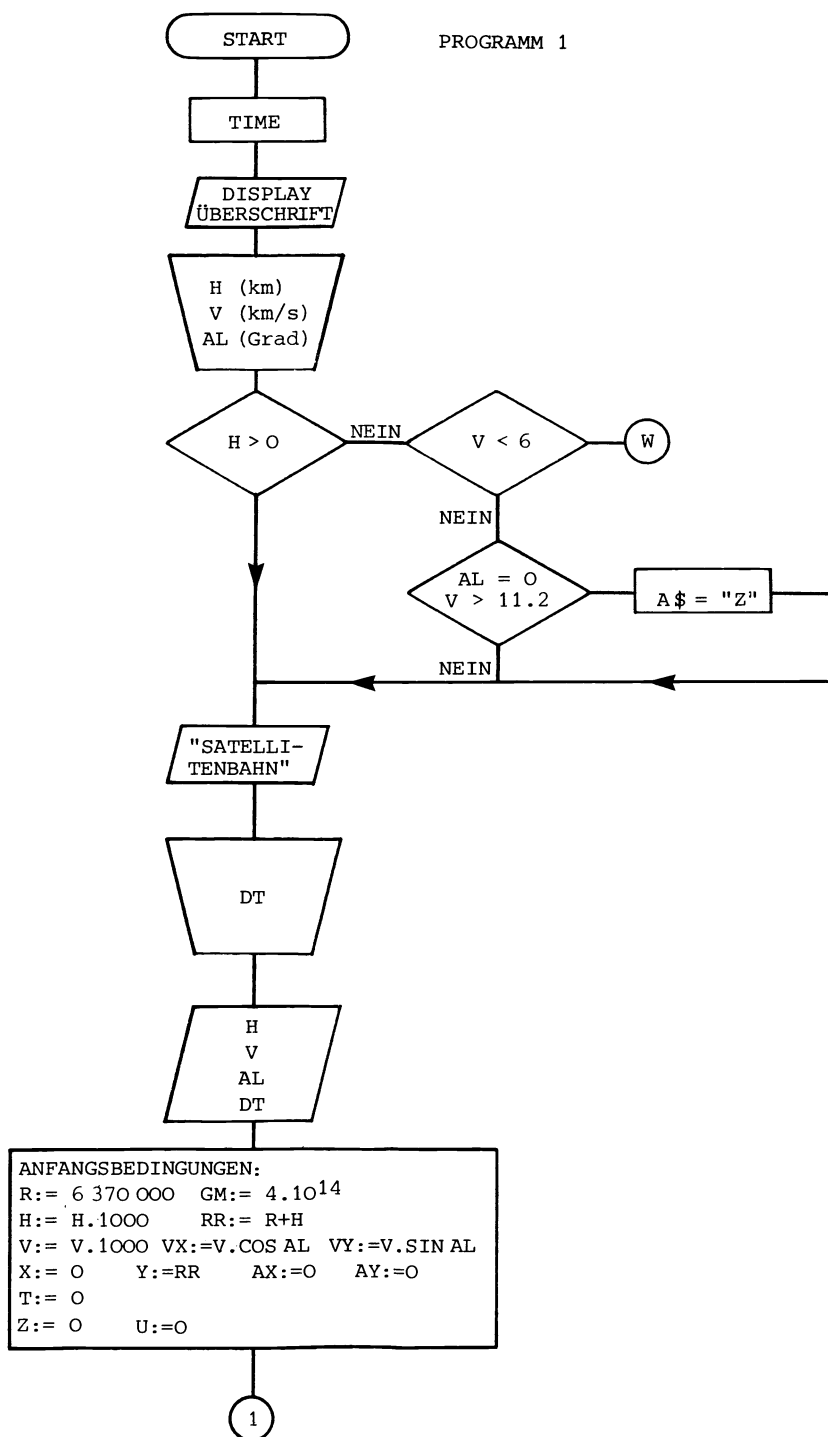 START
PROGRAMM 1
TIME
DISPLAY
ÜBERSCHRIFT
H (km)
V (km/s)
AL (Grad)
H > O
NEIN
V < 6
W
NEIN
AL = O
V > 11.2
A$ = "Z"
NEIN
"SATELLI-
TENBAHN"
DT
H
V
AL
DT
ANFANGSBEDINGUNGEN:
R:= 6 370 000 GM:= 4.10^14
H:= H.1000 RR:= R+H
V:= V.1000 VX:=V.COS AL VY:=V.SIN AL
X:= O Y:=RR AX:=O AY:=O
T:= O
Z:= O U:=O
1